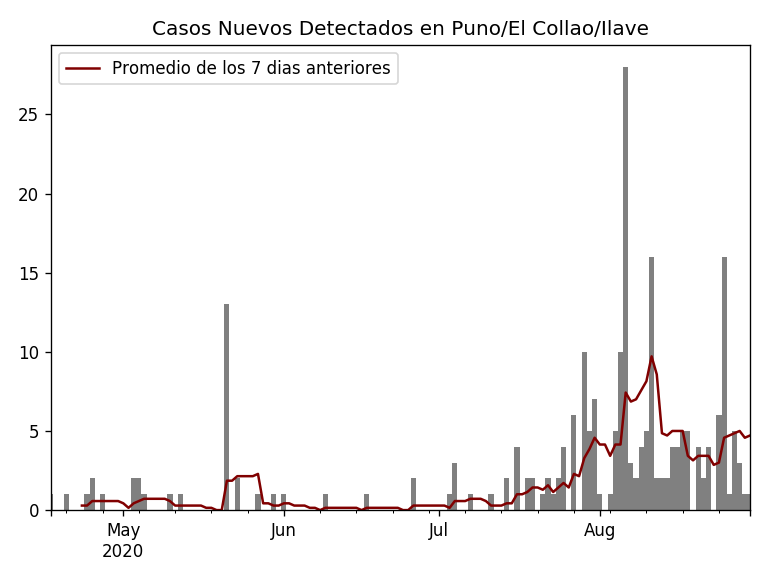 Casos Nuevos Detectados en Puno/El Collao/Ilave
Promedio de los 7 dias anteriores
25
20
15
10
5
0
May Jun Jul Aug
2020